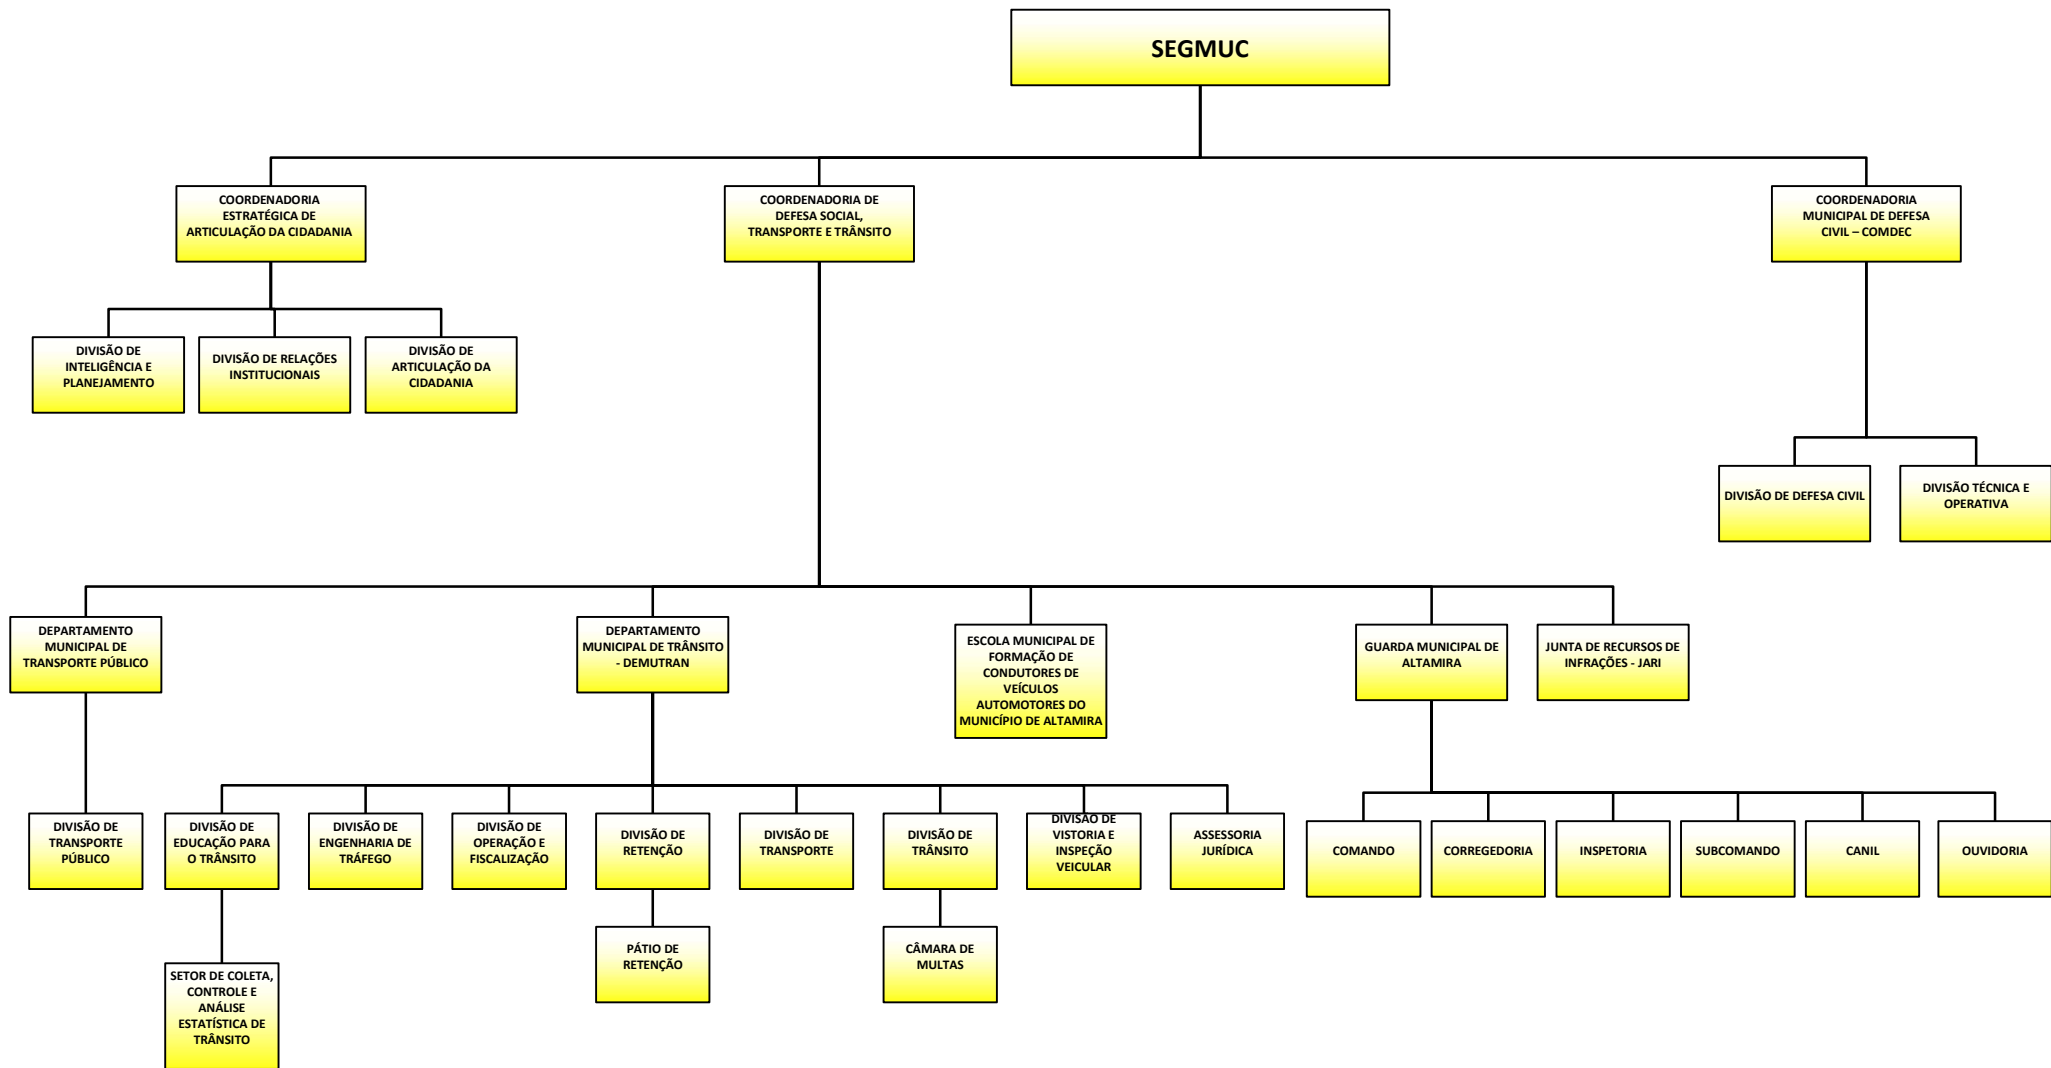 SEGMUC
COORDENADORIA
ESTRATÉGICA DE
ARTICULAÇÃO DA CIDADANIA
COORDENADORIA DE
DEFESA SOCIAL,
TRANSPORTE E TRÂNSITO
COORDENADORIA
MUNICIPAL DE DEFESA
CIVIL – COMDEC
DIVISÃO DE
INTELIGÊNCIA E
PLANEJAMENTO
DIVISÃO DE RELAÇÕES
INSTITUCIONAIS
DIVISÃO DE
ARTICULAÇÃO DA
CIDADANIA
DIVISÃO DE DEFESA CIVIL
DIVISÃO TÉCNICA E
OPERATIVA
DEPARTAMENTO
MUNICIPAL DE
TRANSPORTE PÚBLICO
DEPARTAMENTO
MUNICIPAL DE TRÂNSITO
- DEMUTRAN
ESCOLA MUNICIPAL DE
FORMAÇÃO DE
CONDUTORES DE
VEÍCULOS
AUTOMOTORES DO
MUNICÍPIO DE ALTAMIRA
GUARDA MUNICIPAL DE
ALTAMIRA
JUNTA DE RECURSOS DE
INFRAÇÕES - JARI
DIVISÃO DE
TRANSPORTE
PÚBLICO
DIVISÃO DE
EDUCAÇÃO PARA
O TRÂNSITO
DIVISÃO DE
ENGENHARIA DE
TRÁFEGO
DIVISÃO DE
OPERAÇÃO E
FISCALIZAÇÃO
DIVISÃO DE
RETENÇÃO
DIVISÃO DE
TRANSPORTE
DIVISÃO DE
TRÂNSITO
DIVISÃO DE
VISTORIA E
INSPEÇÃO
VEICULAR
ASSESSORIA
JURÍDICA
COMANDO
CORREGEDORIA
INSPETORIA
SUBCOMANDO
CANIL
OUVIDORIA
PÁTIO DE
RETENÇÃO
CÂMARA DE
MULTAS
SETOR DE COLETA,
CONTROLE E
ANÁLISE
ESTATÍSTICA DE
TRÂNSITO